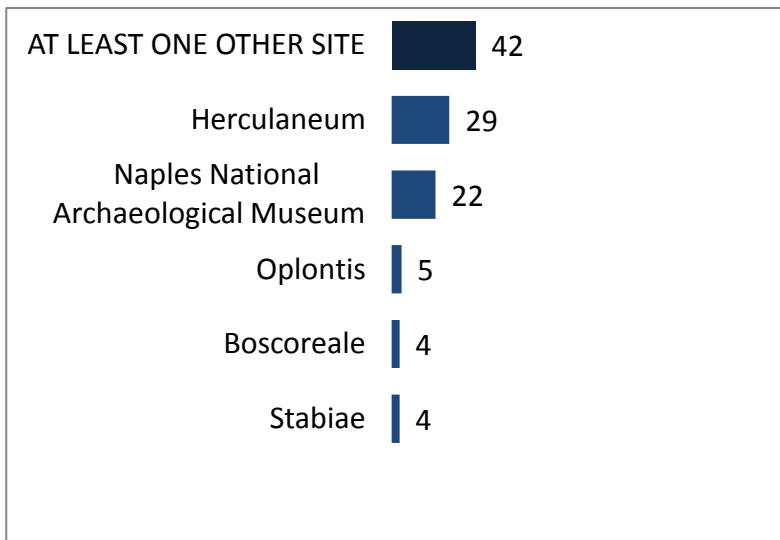 AT LEAST ONE OTHER SITE 42
Herculaneum 29
Naples National
Archaeological Museum 22
Oplontis 5
Boscoreale 4
Stabiae 4